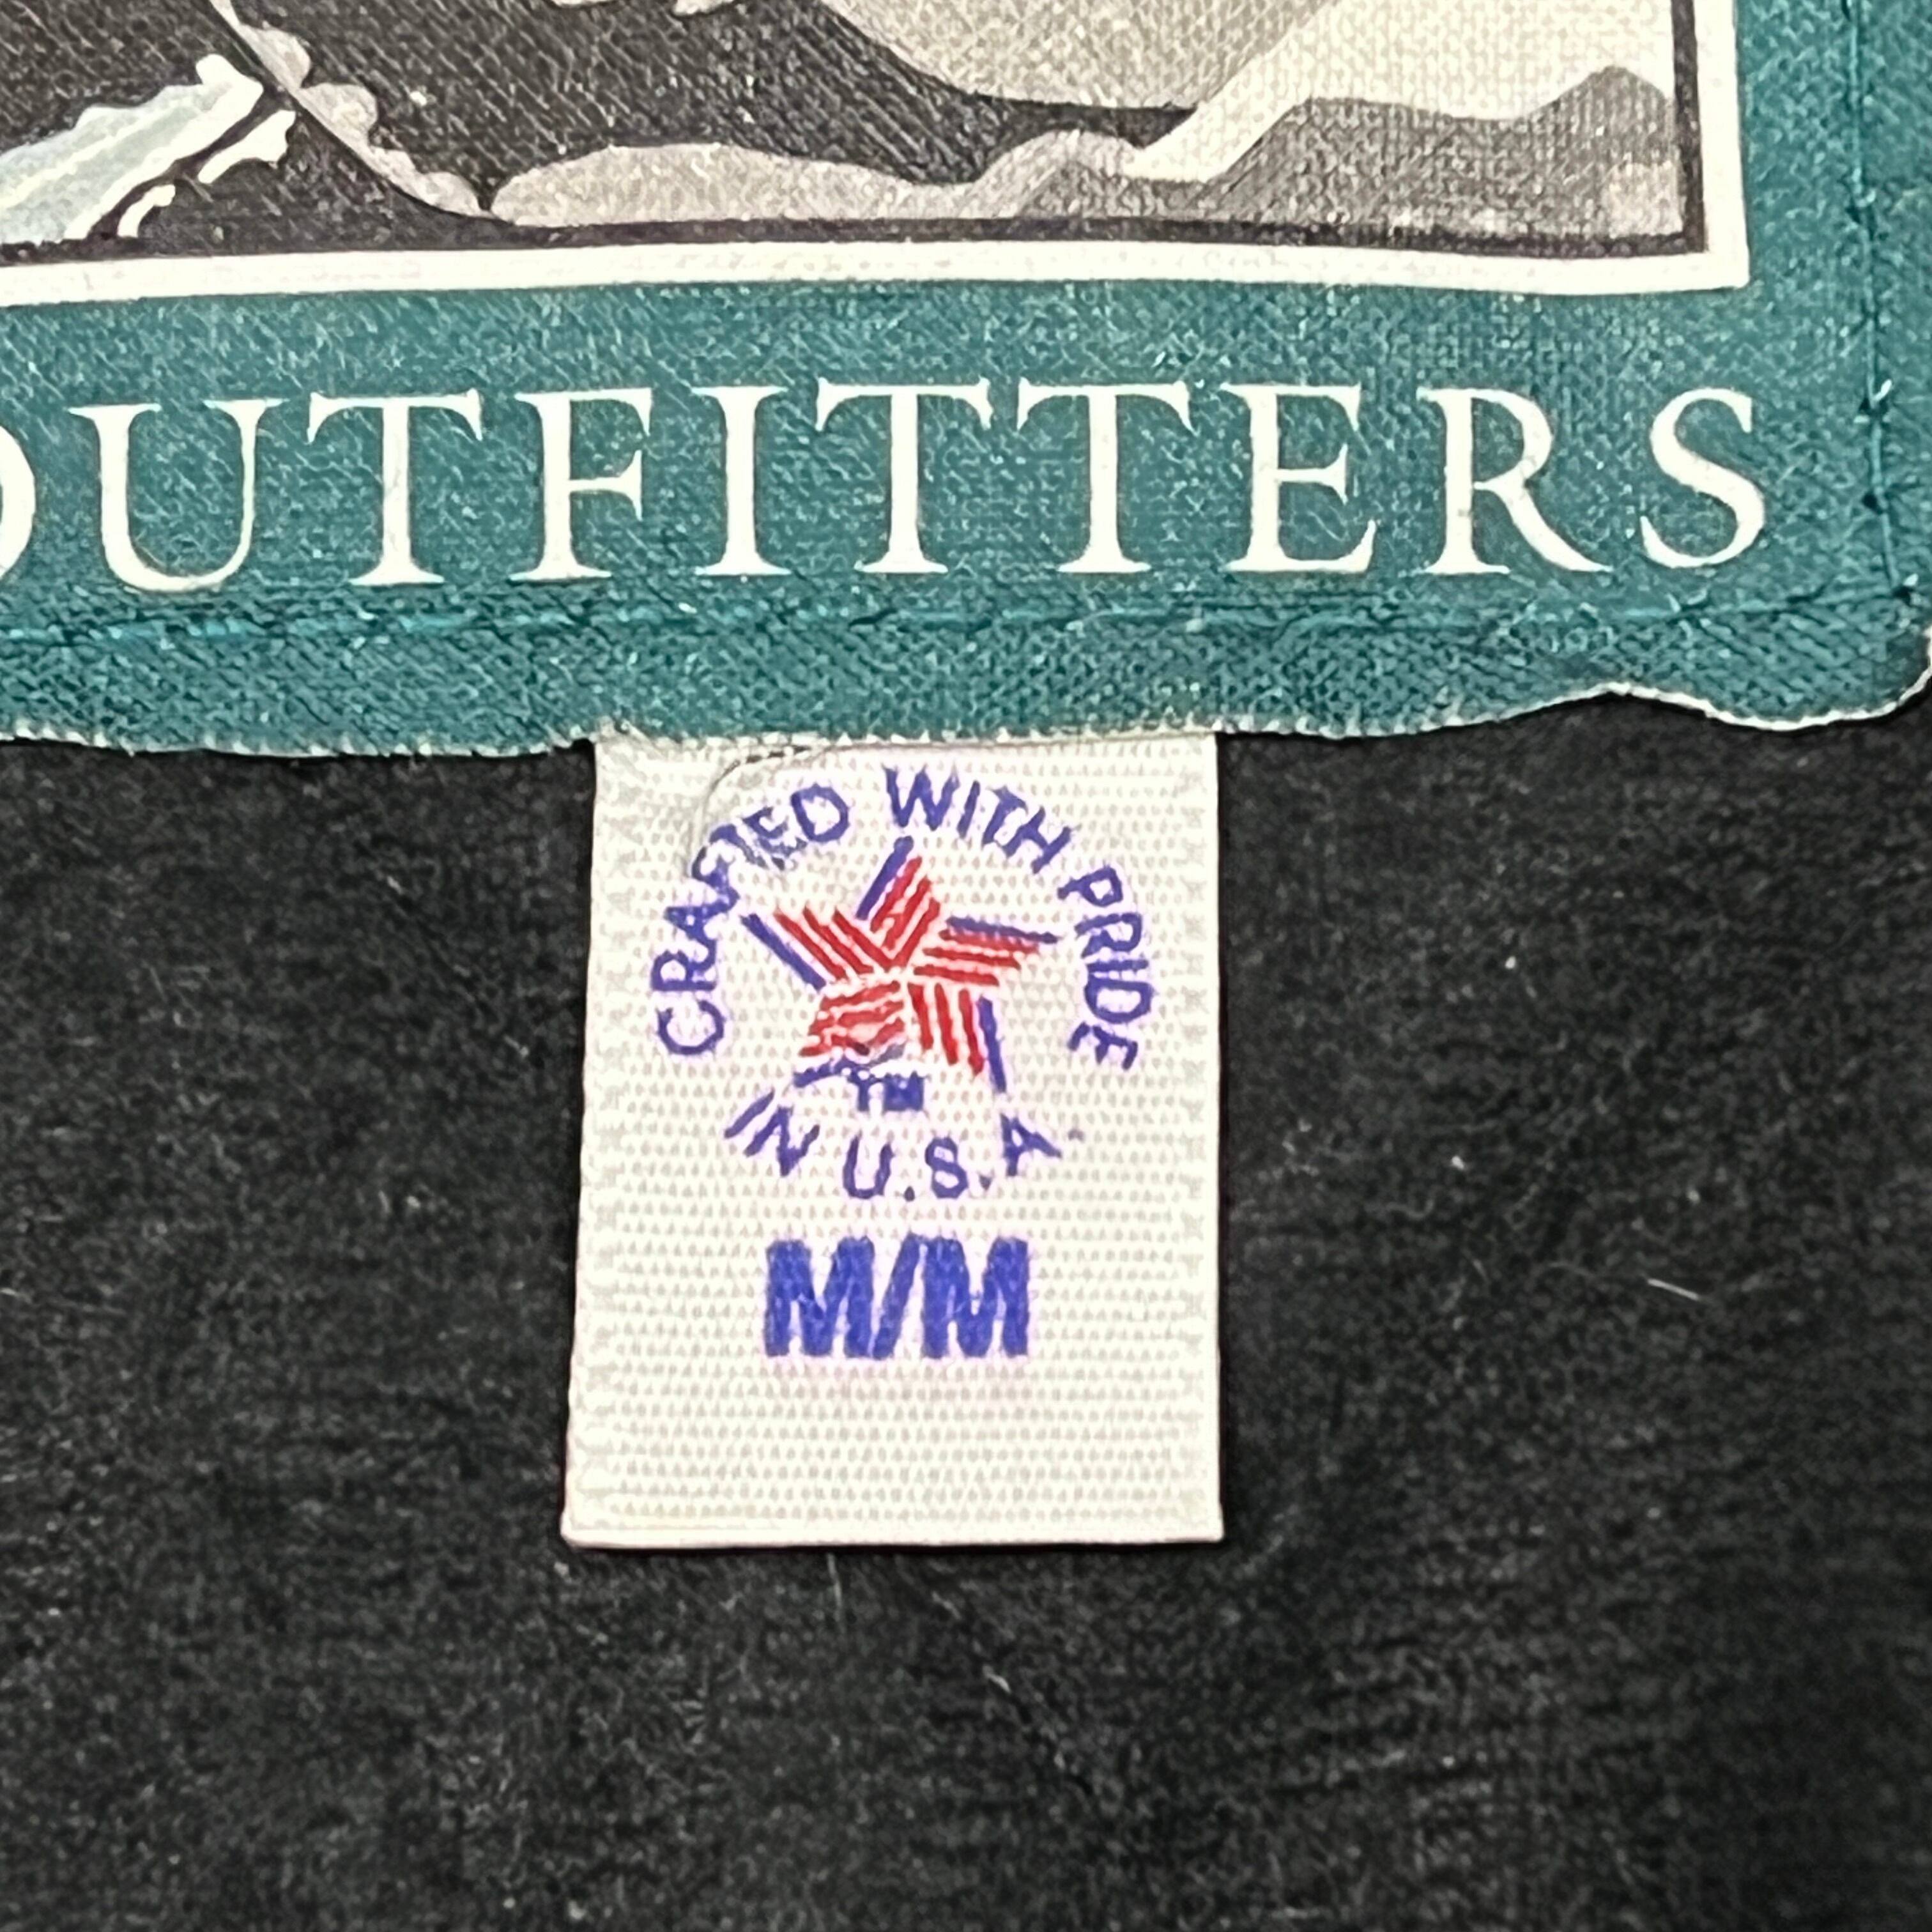 OUTFITTERS
CRAFTED WITH PRIDE
TM
IN U.S.A.
M/M